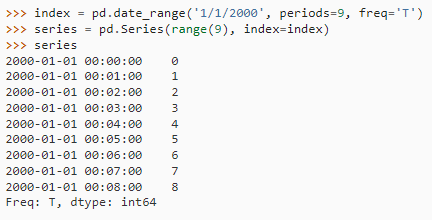 >>> index = pd.date_range('1/1/2000', periods=9, freq='T')
>>> series = pd.Series(range(9), index=index)
>>> series
2000-01-01 00:00:00    0
2000-01-01 00:01:00    1
2000-01-01 00:02:00    2
2000-01-01 00:03:00    3
2000-01-01 00:04:00    4
2000-01-01 00:05:00    5
2000-01-01 00:06:00    6
2000-01-01 00:07:00    7
2000-01-01 00:08:00    8
Freq: T, dtype: int64